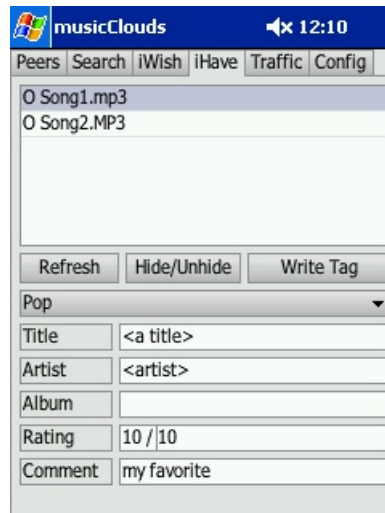 musicClouds 12:10
Peers Search iWish iHave Traffic Config
O Song1.mp3
O Song2.MP3
Refresh Hide/Unhide Write Tag
Pop
Title <a title>
Artist <artist>
Album
Rating 10 / 10
Comment my favorite